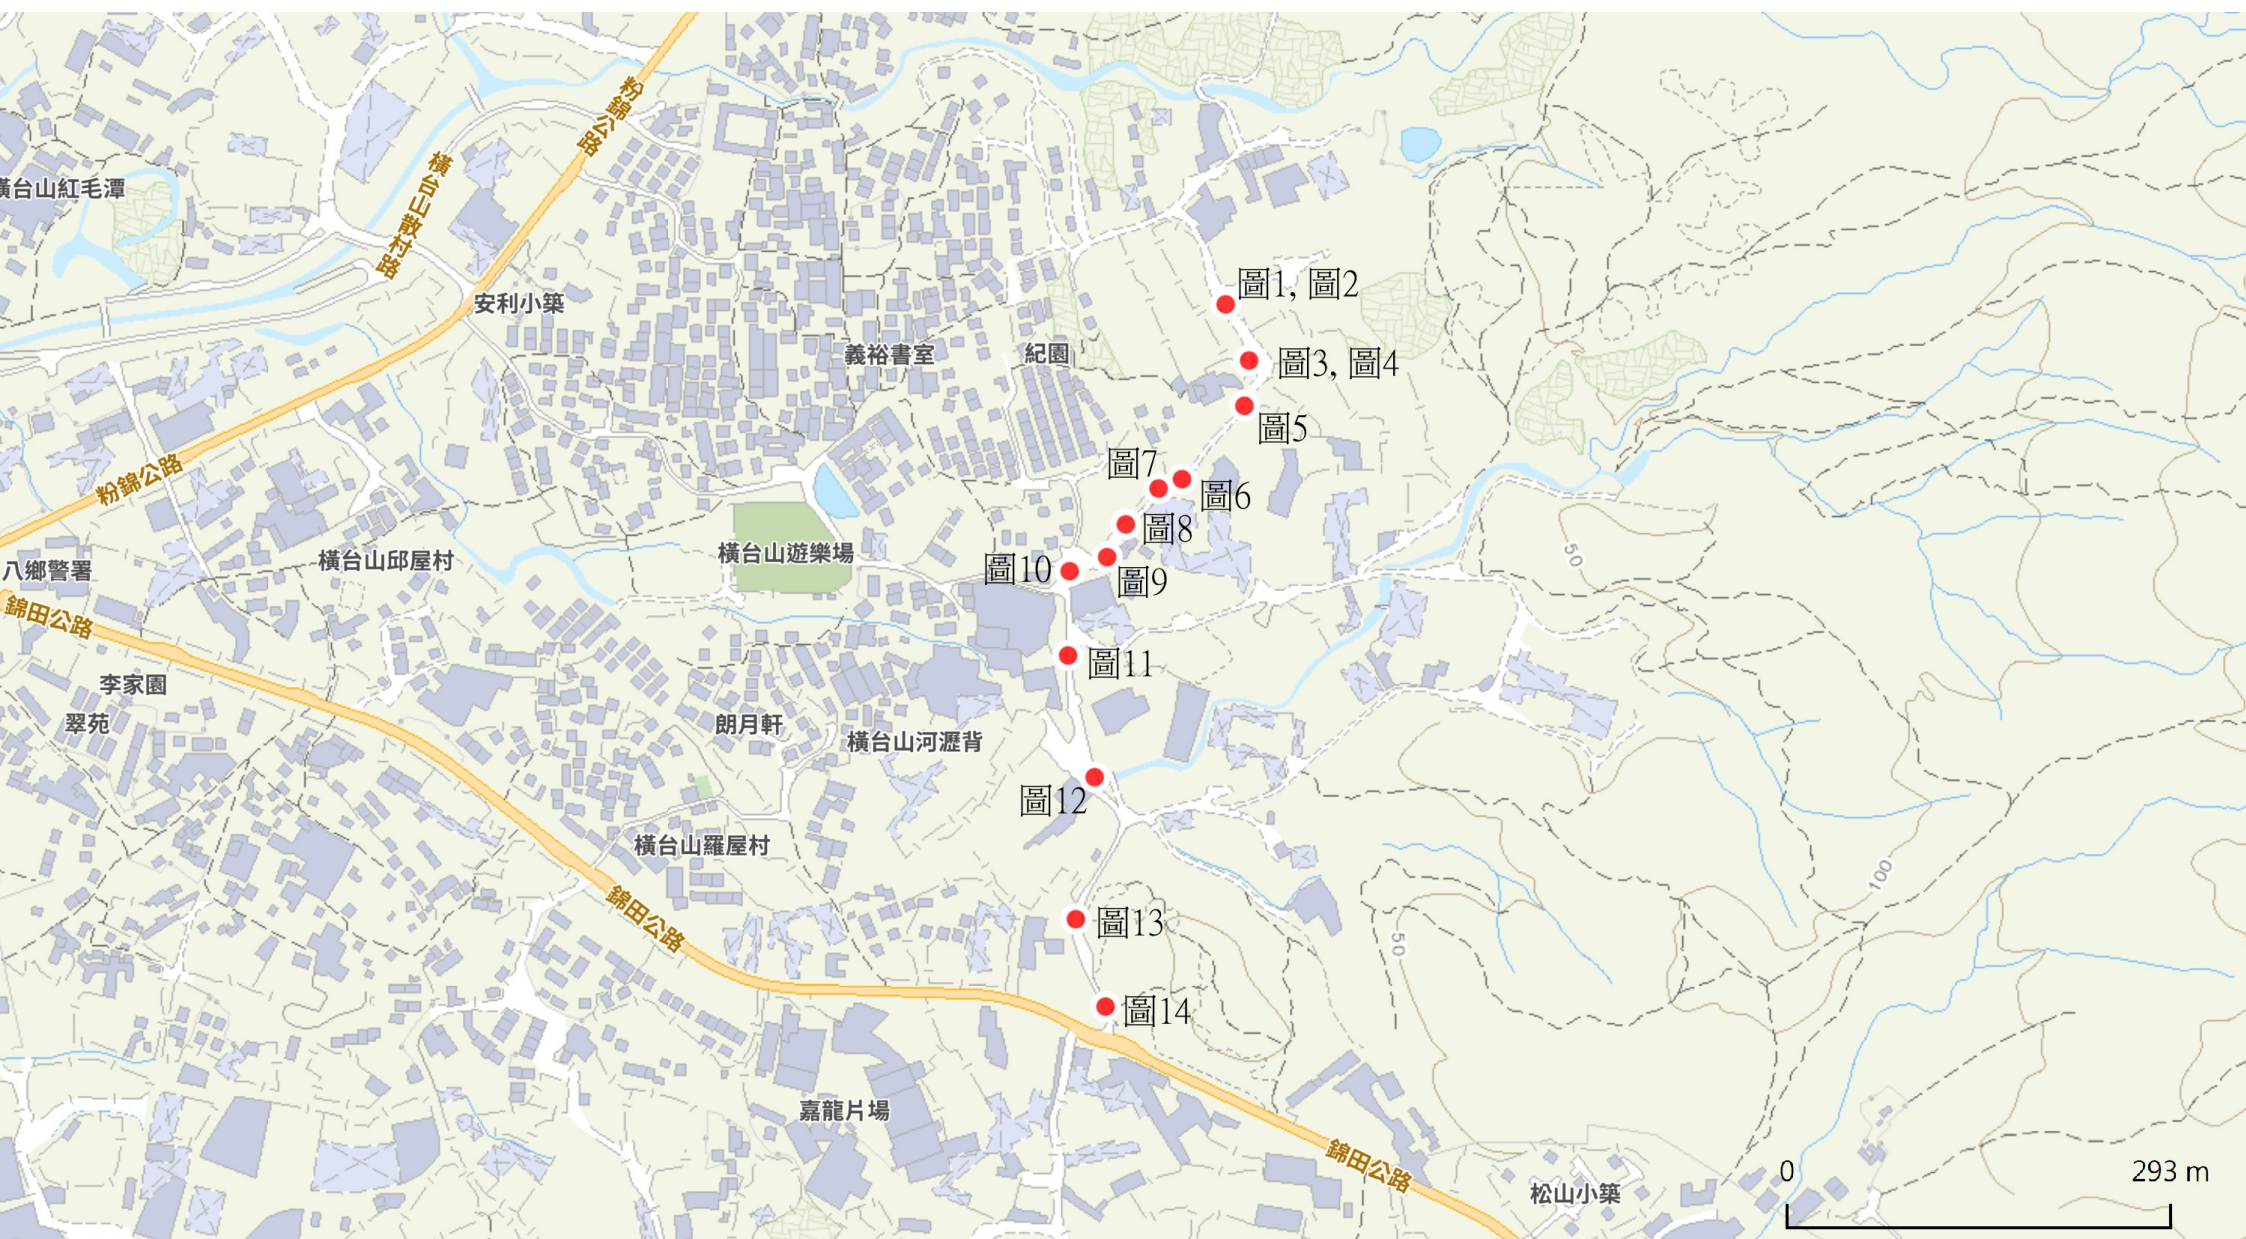 粉錦公路
橫台山散村路
橫台山紅毛潭
安利小築
圖1, 圖2
義裕書室
紀園
圖3, 圖4
圖5
粉錦公路
圖7
圖6
圖8
橫台山遊樂場
橫台山邱屋村
八鄉警署
圖10
圖9
50
錦田公路
圖11
李家園
翠苑
朗月軒
橫台山河瀝背
圖12
橫台山羅屋村
100
錦田公路
圖13
50
圖14
嘉龍片場
錦田公路
松山小築
0
293 m